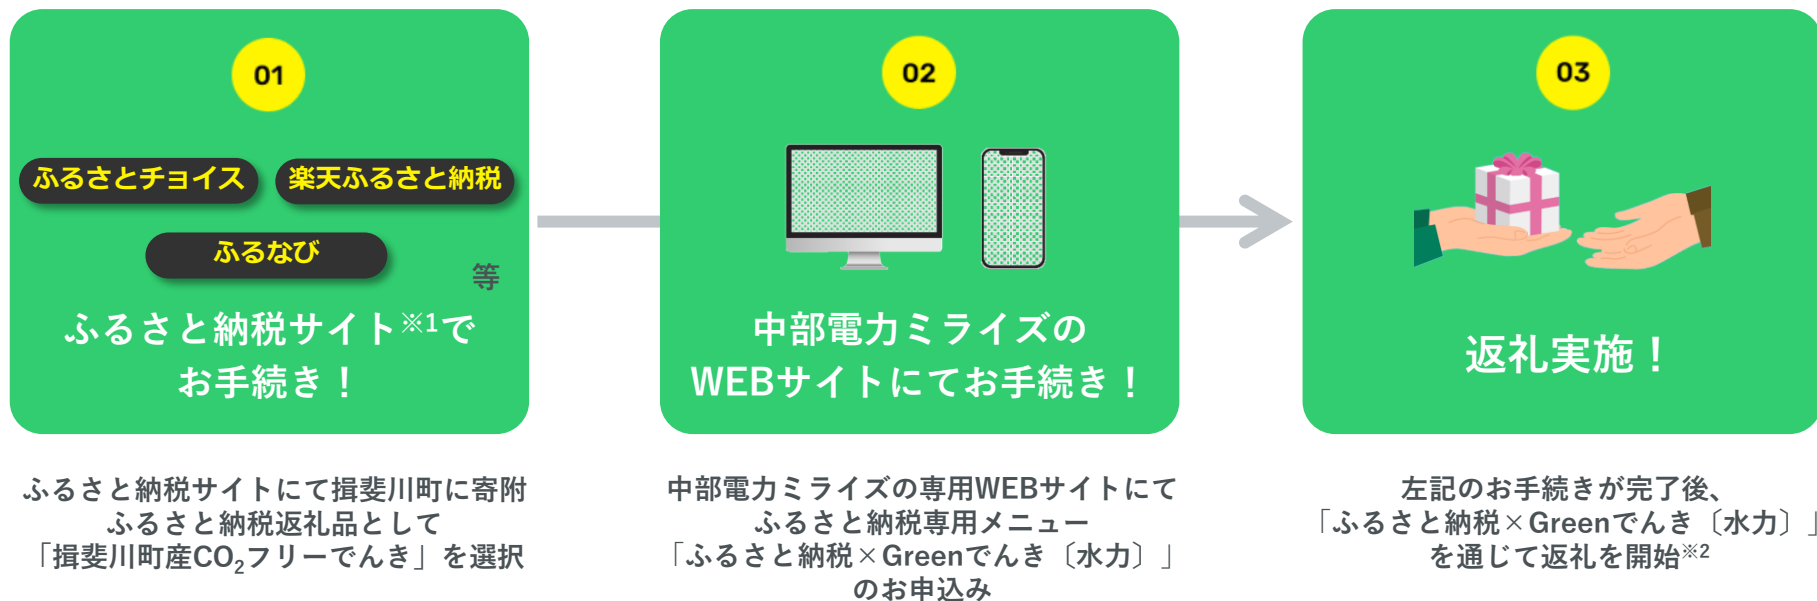 01
ふるさとチョイス
楽天ふるさと納税
ふるなび
等
ふるさと納税サイト※1で
お手続き！
ふるさと納税サイトにて揖斐川町に寄附
ふるさと納税返礼品として
「揖斐川町産CO₂フリーでんき」を選択
02
中部電力ミライズの
WEBサイトにてお手続き！
中部電力ミライズの専用WEBサイトにて
ふるさと納税専用メニュー
「ふるさと納税×Greenでんき〔水力〕」
のお申込み
03
返礼実施！
左記のお手続きが完了後、
「ふるさと納税×Greenでんき〔水力〕」
を通じて返礼を開始※2